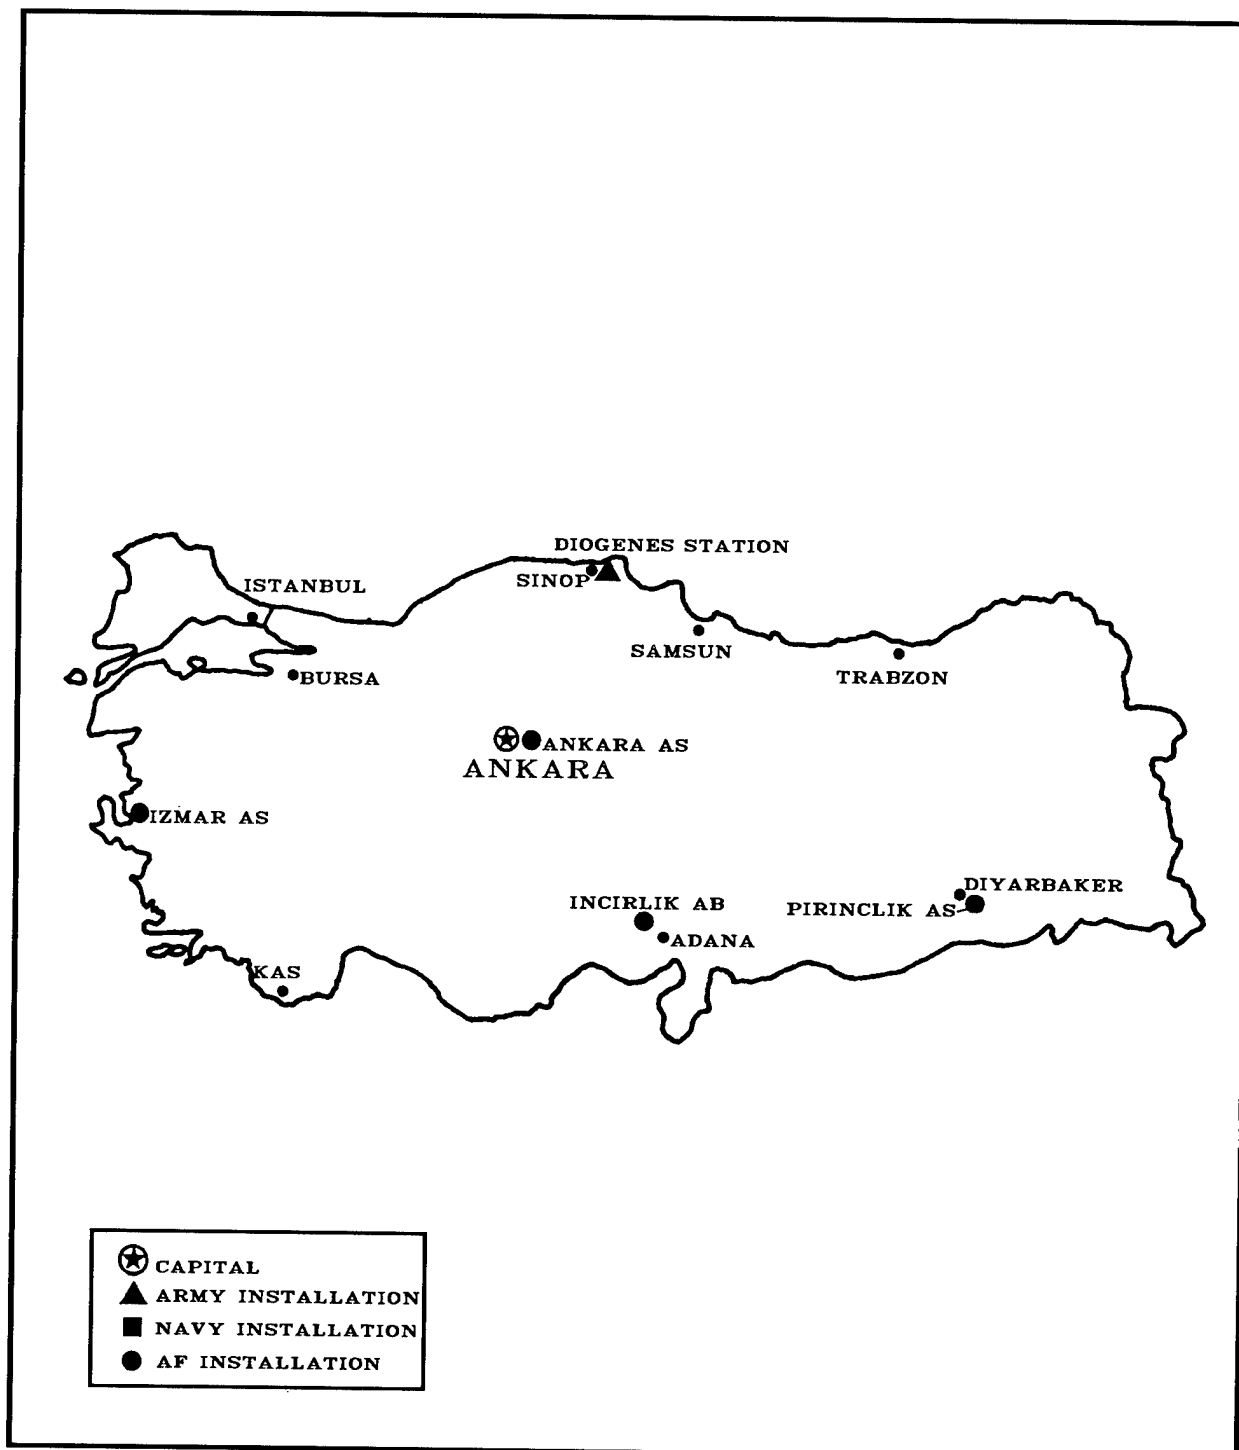 DIOGENES STATION
SINOP
ISTANBUL
SAMSUN
TRABZON
BURSA
ANKARA AS
ANKARA
IZMAR AS
DIYARBAKER
INCIRLIK AB
PIRINCLIK AS
ADANA
KAS
CAPITAL
ARMY INSTALLATION
NAVY INSTALLATION
AF INSTALLATION